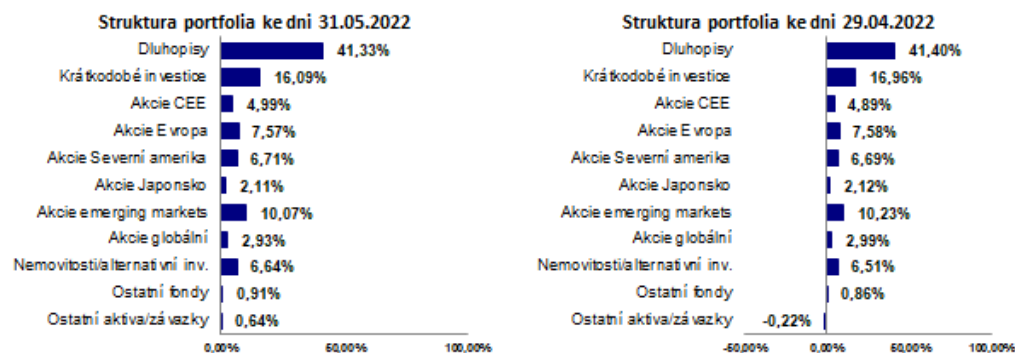 Struktura portfolia ke dni 31.05.2022
Dluhopisy 41,33%
Krátkodobé investice 16,09%
Akcie CEE 4,99%
Akcie Evropa 7,57%
Akcie Severní amerika 6,71%
Akcie Japonsko 2,11%
Akcie emerging markets 10,07%
Akcie globální 2,93%
Nemovitosti/alternativní inv. 6,64%
Ostatní fondy 0,91%
Ostatní aktiva/závazky 0,64%
0,00% 50,00% 100,00%
Struktura portfolia ke dni 29.04.2022
Dluhopisy 41,40%
Krátkodobé investice 16,96%
Akcie CEE 4,89%
Akcie Evropa 7,58%
Akcie Severní amerika 6,69%
Akcie Japonsko 2,12%
Akcie emerging markets 10,23%
Akcie globální 2,99%
Nemovitosti/alternativní inv. 6,51%
Ostatní fondy 0,86%
Ostatní aktiva/závazky -0,22%
-50,00% 0,00% 50,00% 100,00%